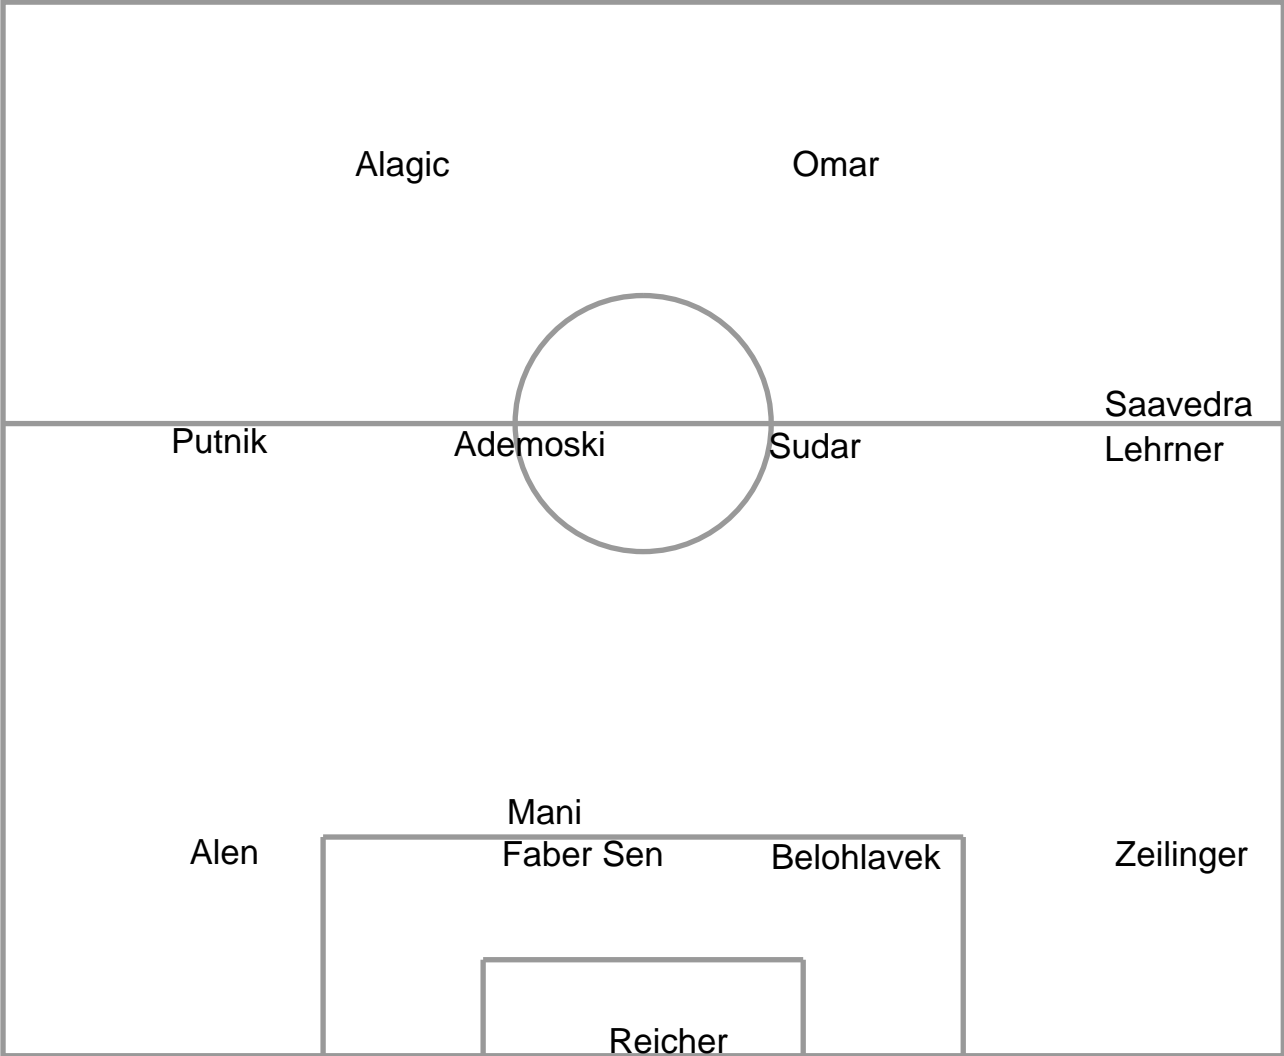 Alagic
Omar
Saavedra
Putnik
Ademoski
Sudar
Lehrner
Mani
Alen
Faber Sen
Belohlavek
Zeilinger
Reicher